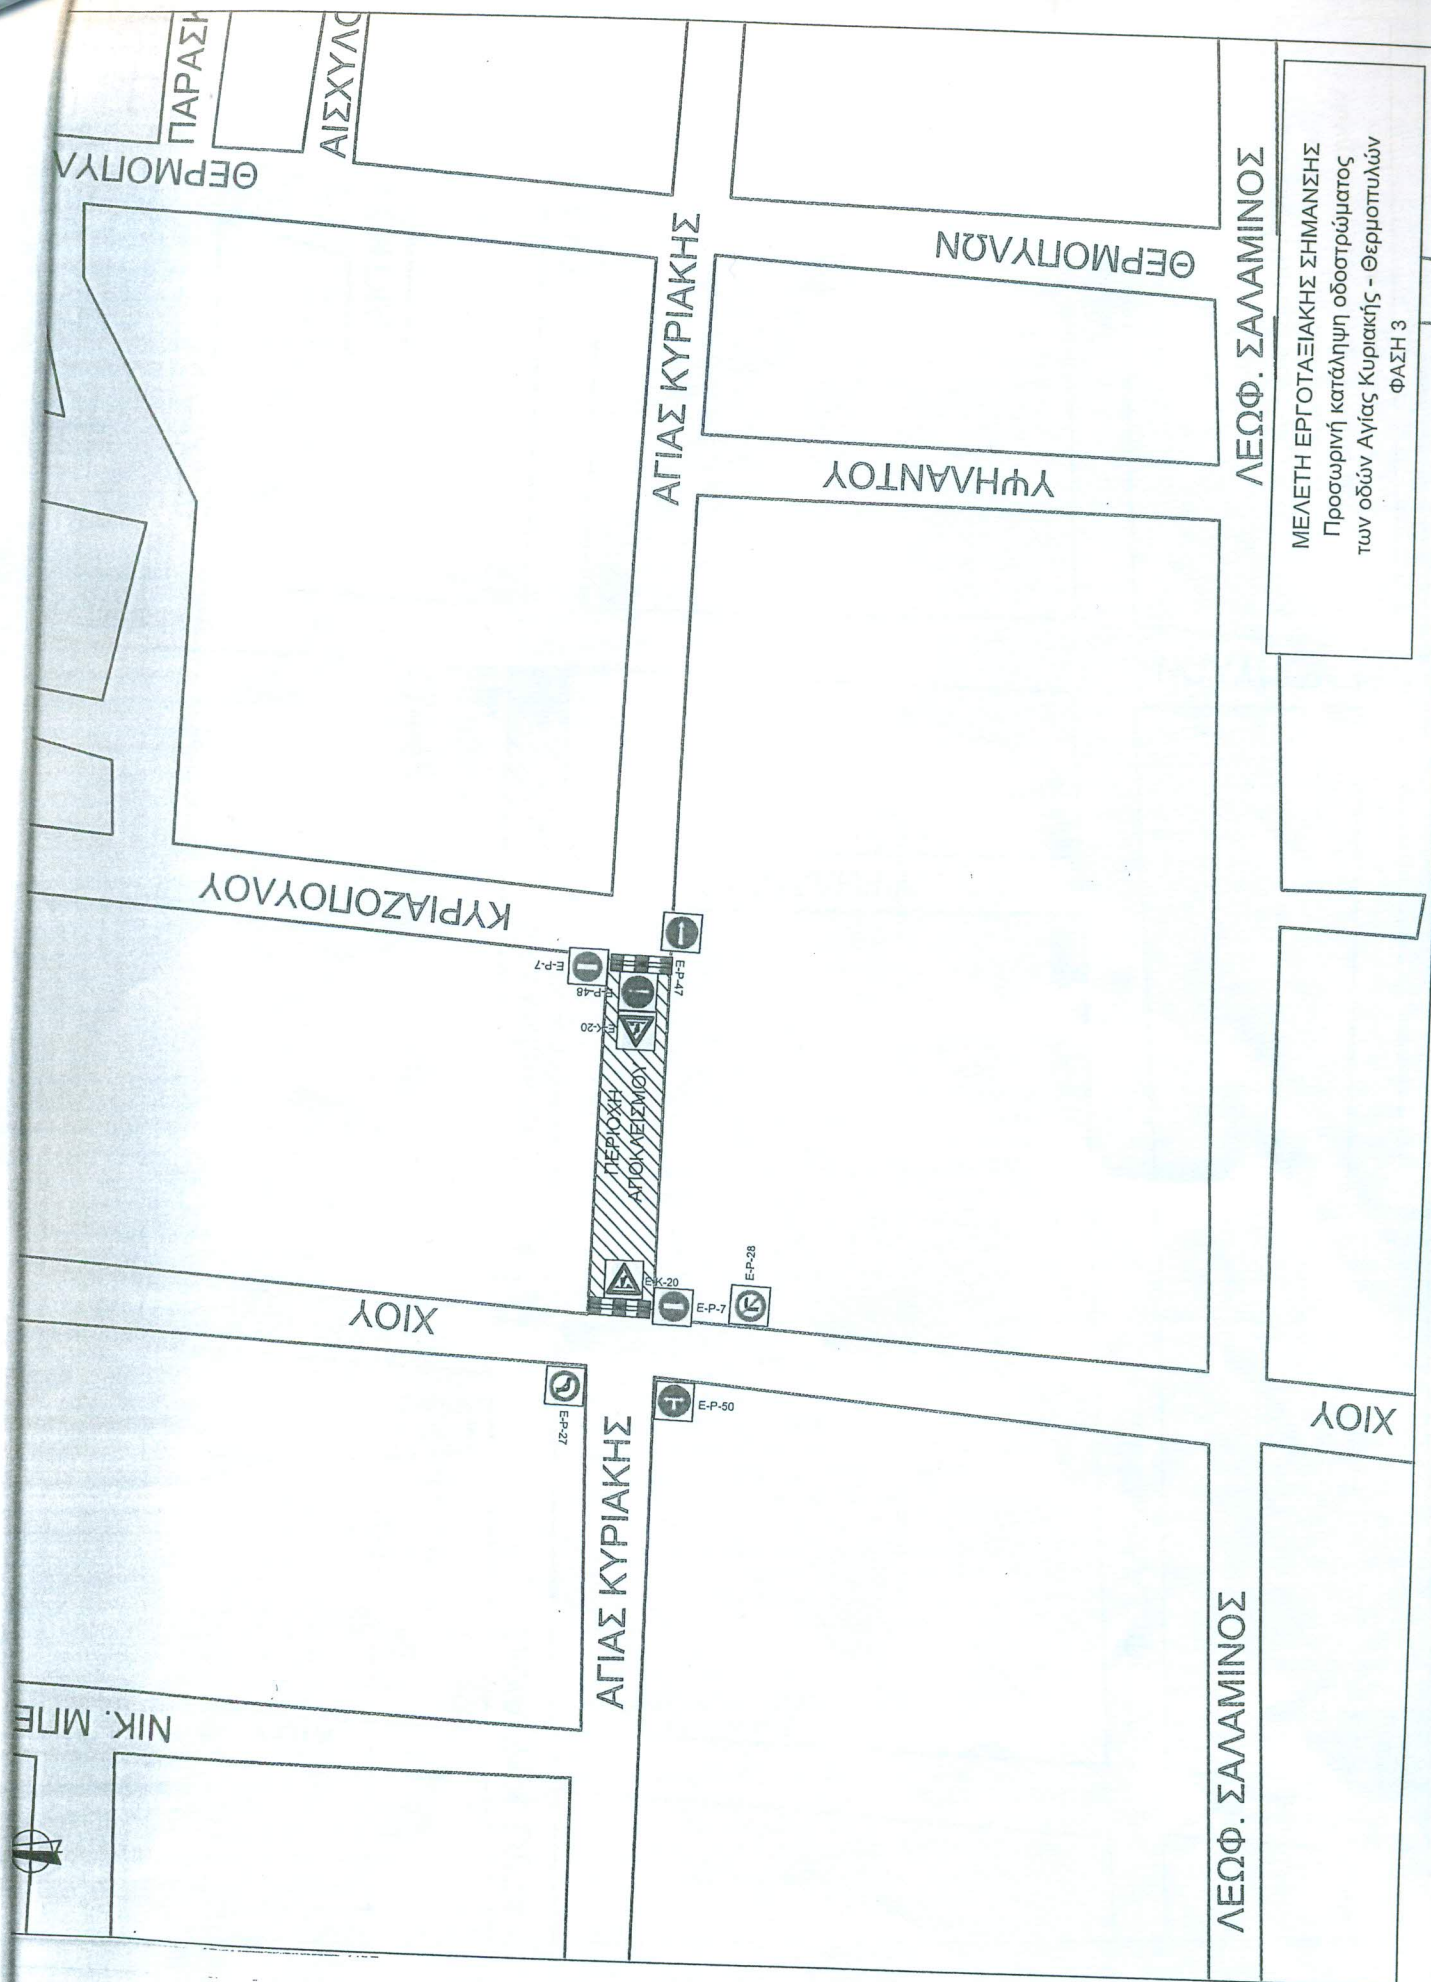 ΜΕΛΕΤΗ ΕΡΓΟΤΑΞΙΑΚΗΣ ΣΗΜΑΝΣΗΣ
Προσωρινή κατάληψη οδοστρώματος
των οδών Αγίας Κυριακής - Θερμοπυλών
ΦΑΣΗ 3
ΠΑΡΑΣΚ
ΑΙΣΧΥΛΟ
ΘΕΡΜΟΠΥΛ
ΘΕΡΜΟΠΥΛΩΝ
ΑΓΙΑΣ ΚΥΡΙΑΚΗΣ
ΛΕΩΦ. ΣΑΛΑΜΙΝΟΣ
ΥΨΗΛΑΝΤΟΥ
ΚΥΡΙΑΖΟΠΟΥΛΟΥ
Ε-Ρ-7
Ε-Ρ-47
Ε-Ρ-48
Ε-Κ-20
ΠΕΡΙΟΧΗ
ΑΠΟΚΛΕΙΣΜΟΥ
Ε-Κ-20
Ε-Ρ-7
Ε-Ρ-28
ΧΙΟΥ
Ε-Ρ-27
Ε-Ρ-50
ΧΙΟΥ
ΑΓΙΑΣ ΚΥΡΙΑΚΗΣ
ΛΕΩΦ. ΣΑΛΑΜΙΝΟΣ
ΝΙΚ. ΜΠΕ